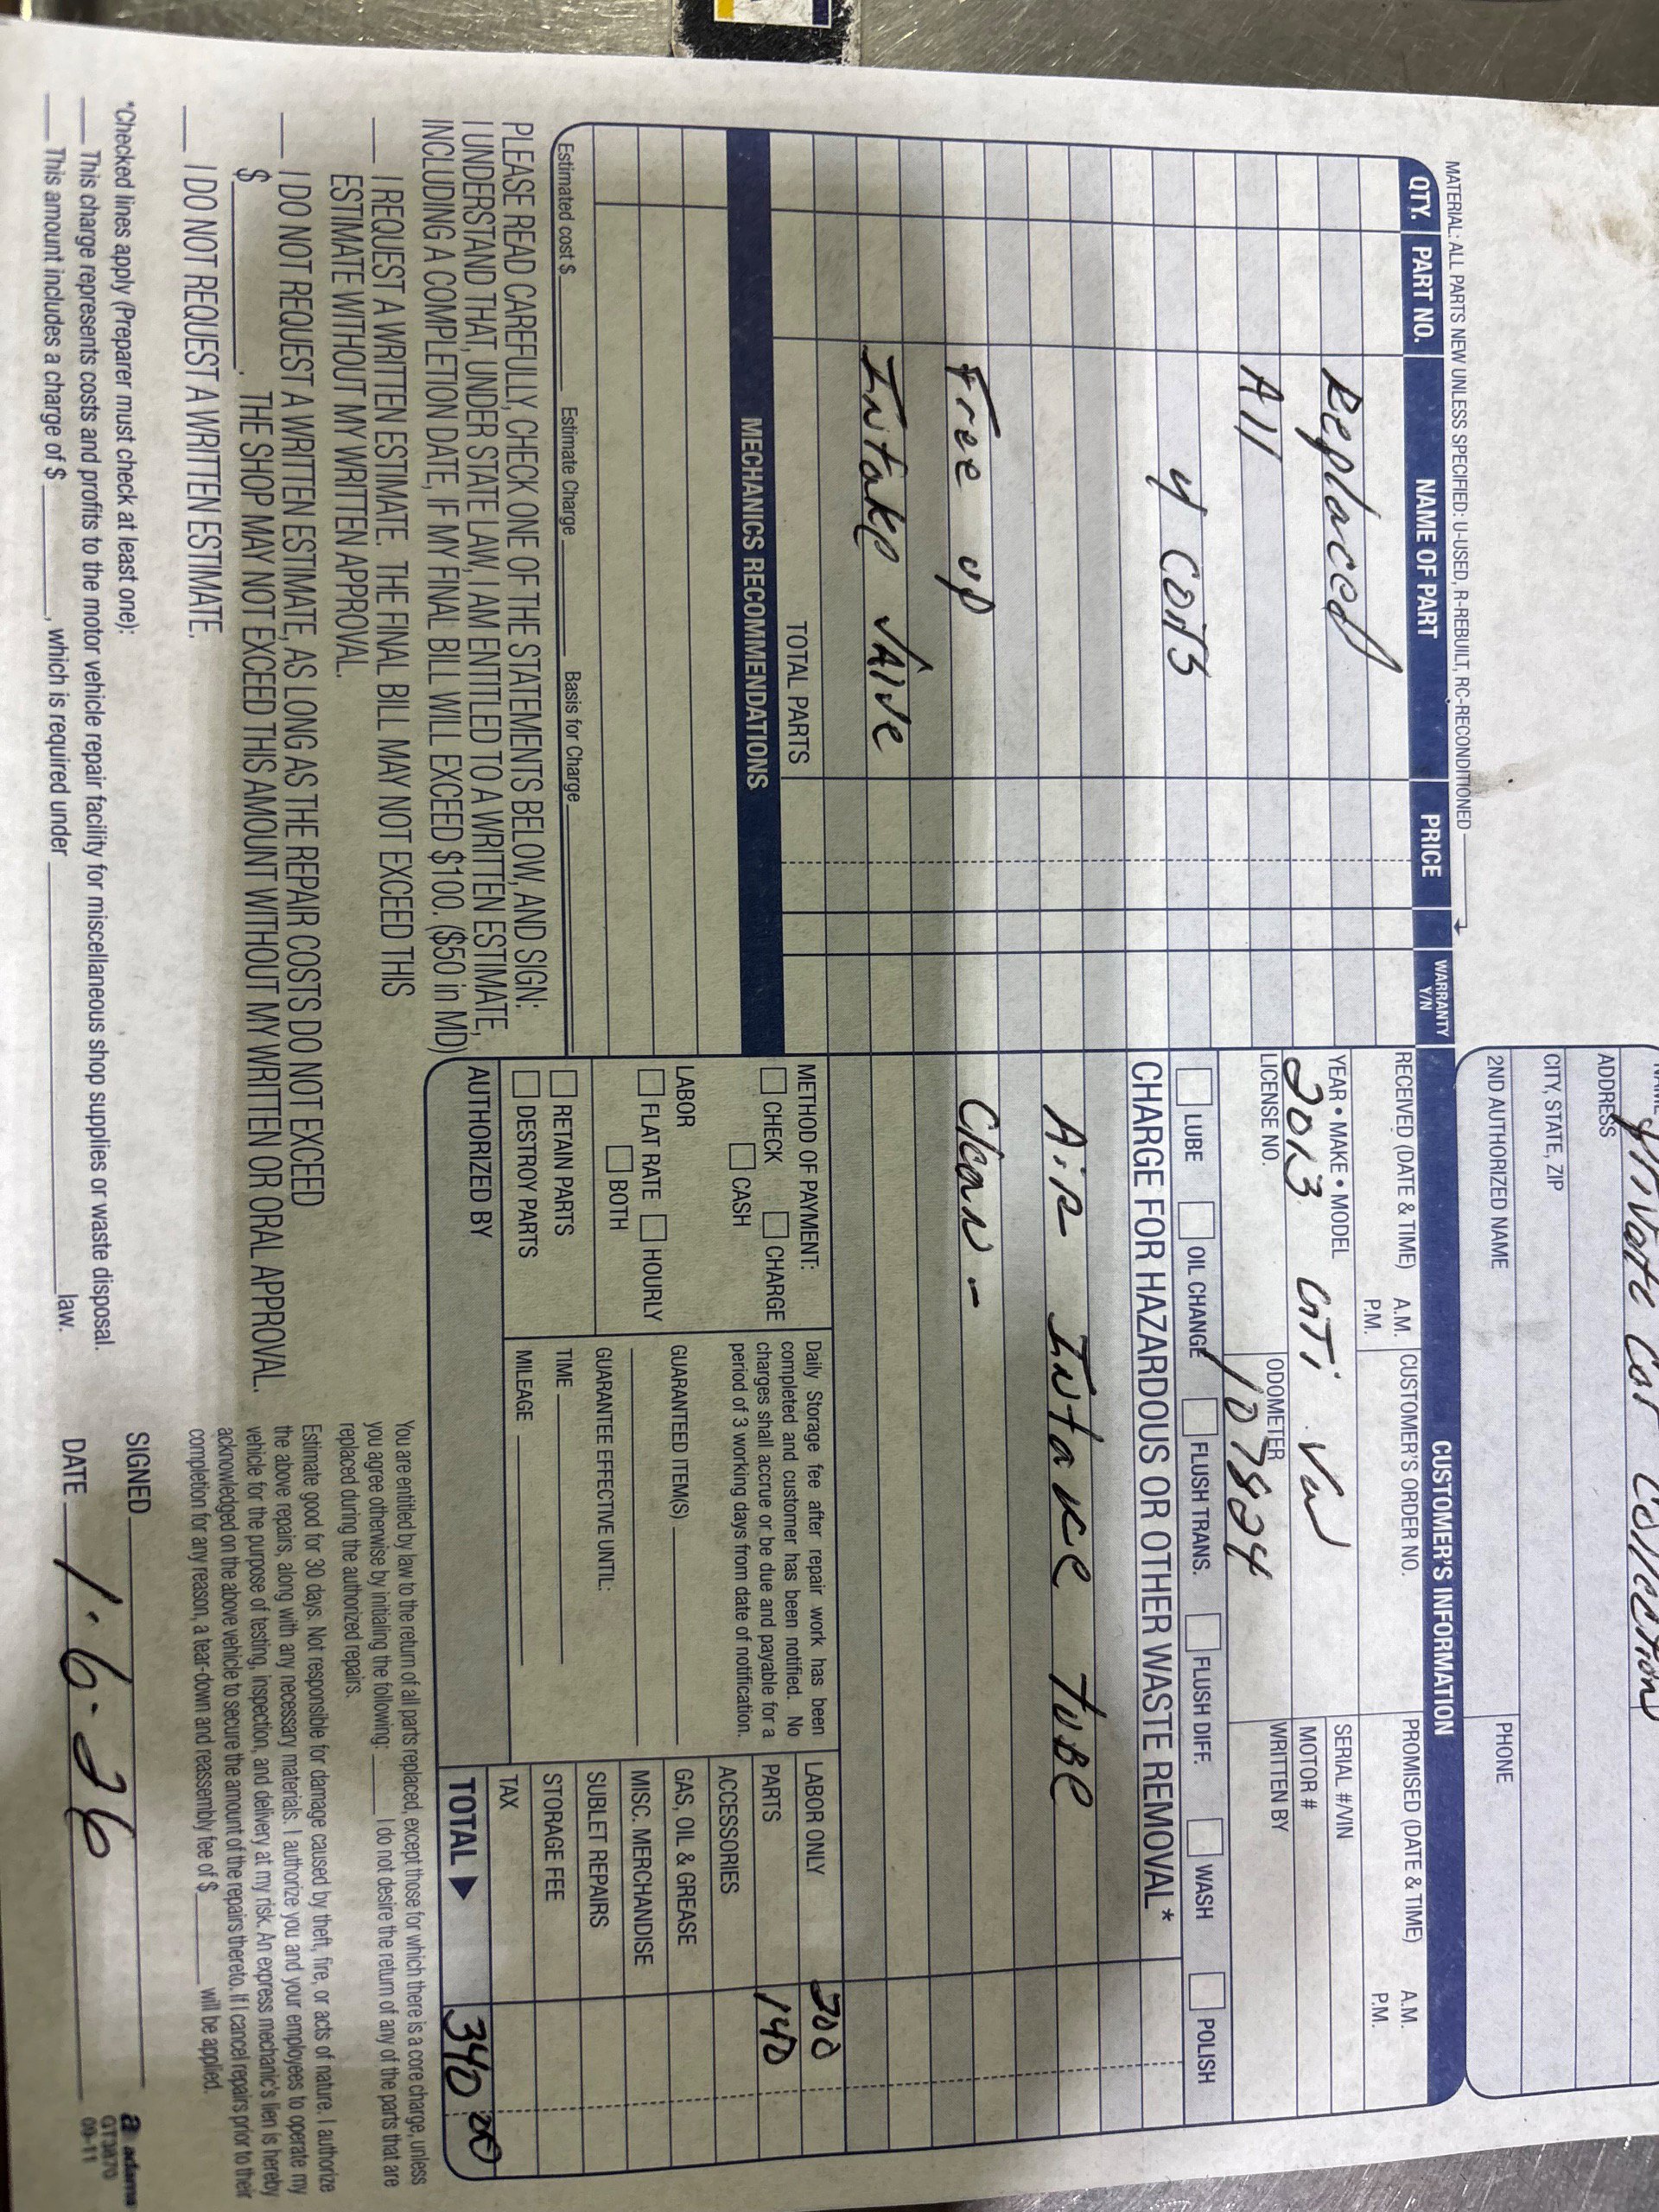 NAME Private Car Collection
ADDRESS
CITY, STATE, ZIP
2ND AUTHORIZED NAME PHONE
MATERIAL: ALL PARTS NEW UNLESS SPECIFIED: U-USED, R-REBUILT, RC-RECONDITIONED
QTY. PART NO. NAME OF PART PRICE WARRANTY Y/N
Replaced
All
4 Coils
Free up
Intake Valve
TOTAL PARTS
MECHANICS RECOMMENDATIONS
Estimated cost $ Estimate Charge Basis for Charge
PLEASE READ CAREFULLY, CHECK ONE OF THE STATEMENTS BELOW, AND SIGN:
I UNDERSTAND THAT, UNDER STATE LAW, I AM ENTITLED TO A WRITTEN ESTIMATE,
INCLUDING A COMPLETION DATE, IF MY FINAL BILL WILL EXCEED $100. ($50 in MD)
I REQUEST A WRITTEN ESTIMATE. THE FINAL BILL MAY NOT EXCEED THIS
ESTIMATE WITHOUT MY WRITTEN APPROVAL.
I DO NOT REQUEST A WRITTEN ESTIMATE, AS LONG AS THE REPAIR COSTS DO NOT EXCEED
$ . THE SHOP MAY NOT EXCEED THIS AMOUNT WITHOUT MY WRITTEN OR ORAL APPROVAL.
I DO NOT REQUEST A WRITTEN ESTIMATE.
*Checked lines apply (Preparer must check at least one):
This charge represents costs and profits to the motor vehicle repair facility for miscellaneous shop supplies or waste disposal.
This amount includes a charge of $ , which is required under law.
CUSTOMER'S INFORMATION
RECEIVED (DATE & TIME) A.M. P.M. CUSTOMER'S ORDER NO. PROMISED (DATE & TIME) A.M. P.M.
YEAR • MAKE • MODEL SERIAL #/VIN
2013 GTi VW MOTOR #
LICENSE NO. ODOMETER WRITTEN BY
107824
LUBE OIL CHANGE FLUSH TRANS. FLUSH DIFF. WASH POLISH
CHARGE FOR HAZARDOUS OR OTHER WASTE REMOVAL*
Air Intake Tube
Clean -
METHOD OF PAYMENT:
CHECK CHARGE
CASH
LABOR
FLAT RATE HOURLY
BOTH
RETAIN PARTS
DESTROY PARTS
AUTHORIZED BY
Daily Storage fee after repair work has been
completed and customer has been notified. No
charges shall accrue or be due and payable for a
period of 3 working days from date of notification.
GUARANTEED ITEM(S)
GUARANTEE EFFECTIVE UNTIL:
TIME
MILEAGE
LABOR ONLY 200
PARTS 140
ACCESSORIES
GAS, OIL & GREASE
MISC. MERCHANDISE
SUBLET REPAIRS
STORAGE FEE
TAX
TOTAL 340 00
You are entitled by law to the return of all parts replaced, except those for which there is a core charge, unless
you agree otherwise by initialing the following: I do not desire the return of any of the parts that are
replaced during the authorized repairs.
Estimate good for 30 days. Not responsible for damage caused by theft, fire, or acts of nature. I authorize
the above repairs, along with any necessary materials. I authorize you and your employees to operate my
vehicle for the purpose of testing, inspection, and delivery at my risk. An express mechanic's lien is hereby
acknowledged on the above vehicle to secure the amount of the repairs thereto. If I cancel repairs prior to their
completion for any reason, a tear-down and reassembly fee of $ will be applied.
SIGNED
DATE 1-6-26
a adams
GT3870
09-11